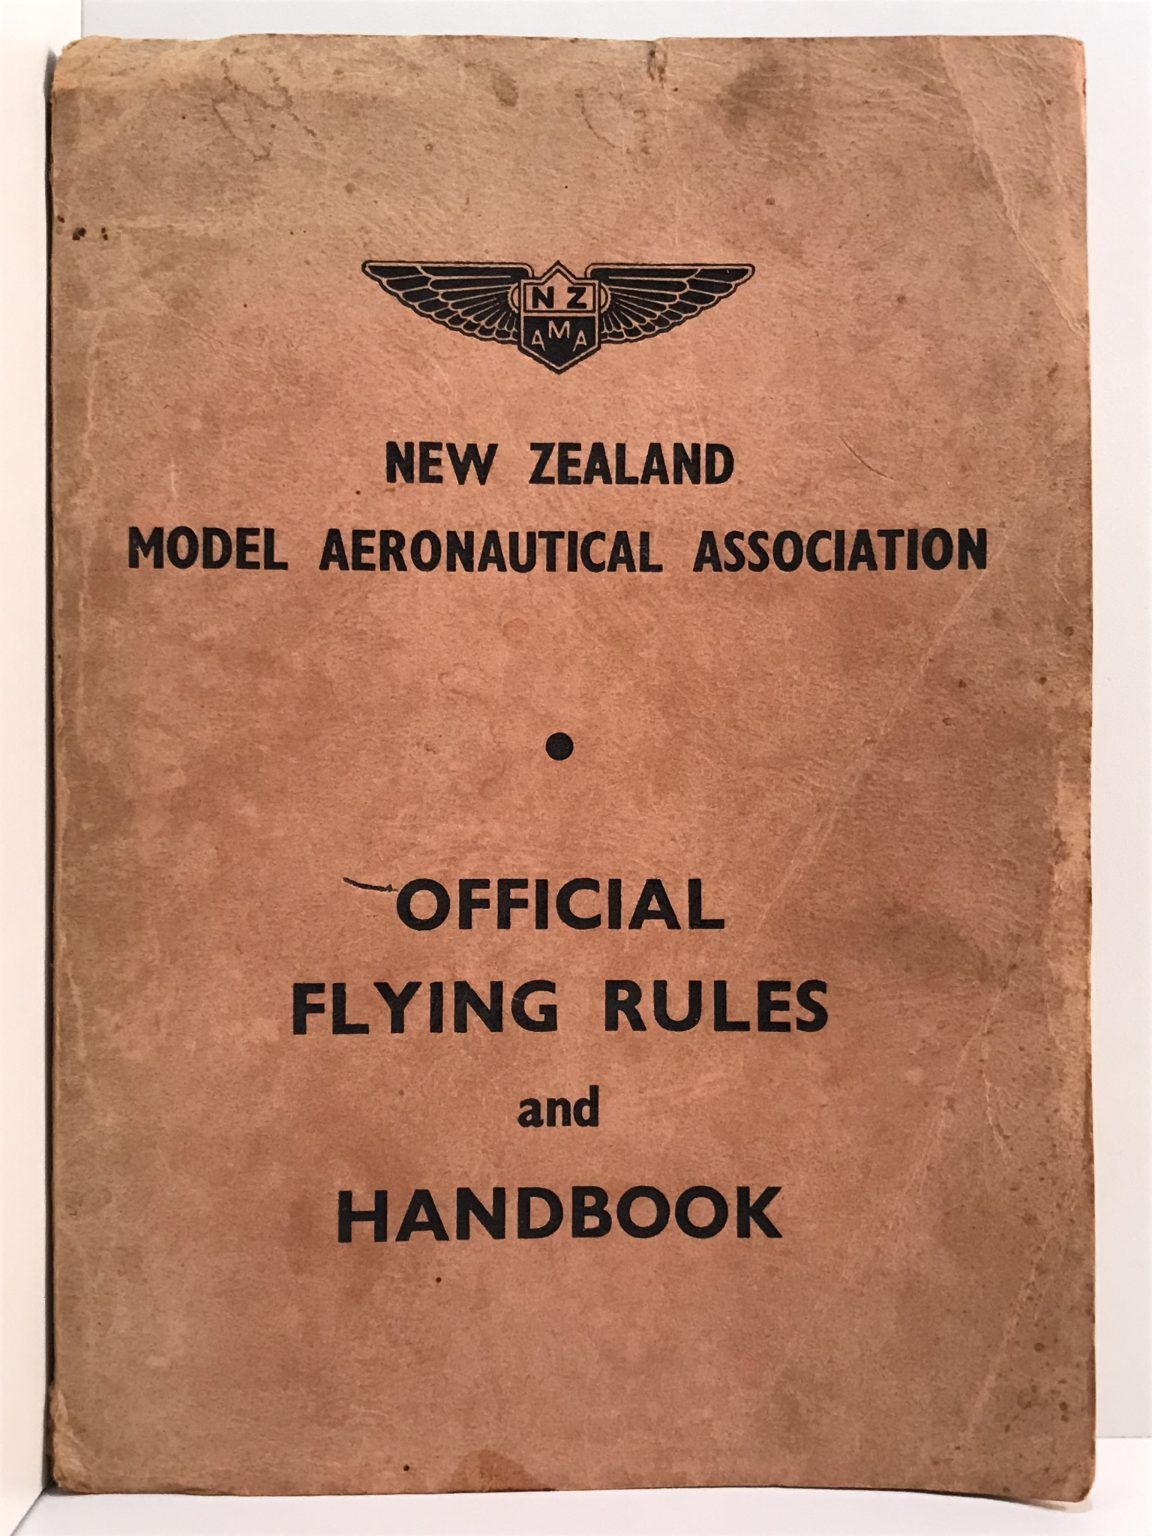 NZ
AMA
NEW ZEALAND
MODEL AERONAUTICAL ASSOCIATION
•
OFFICIAL
FLYING RULES
and
HANDBOOK